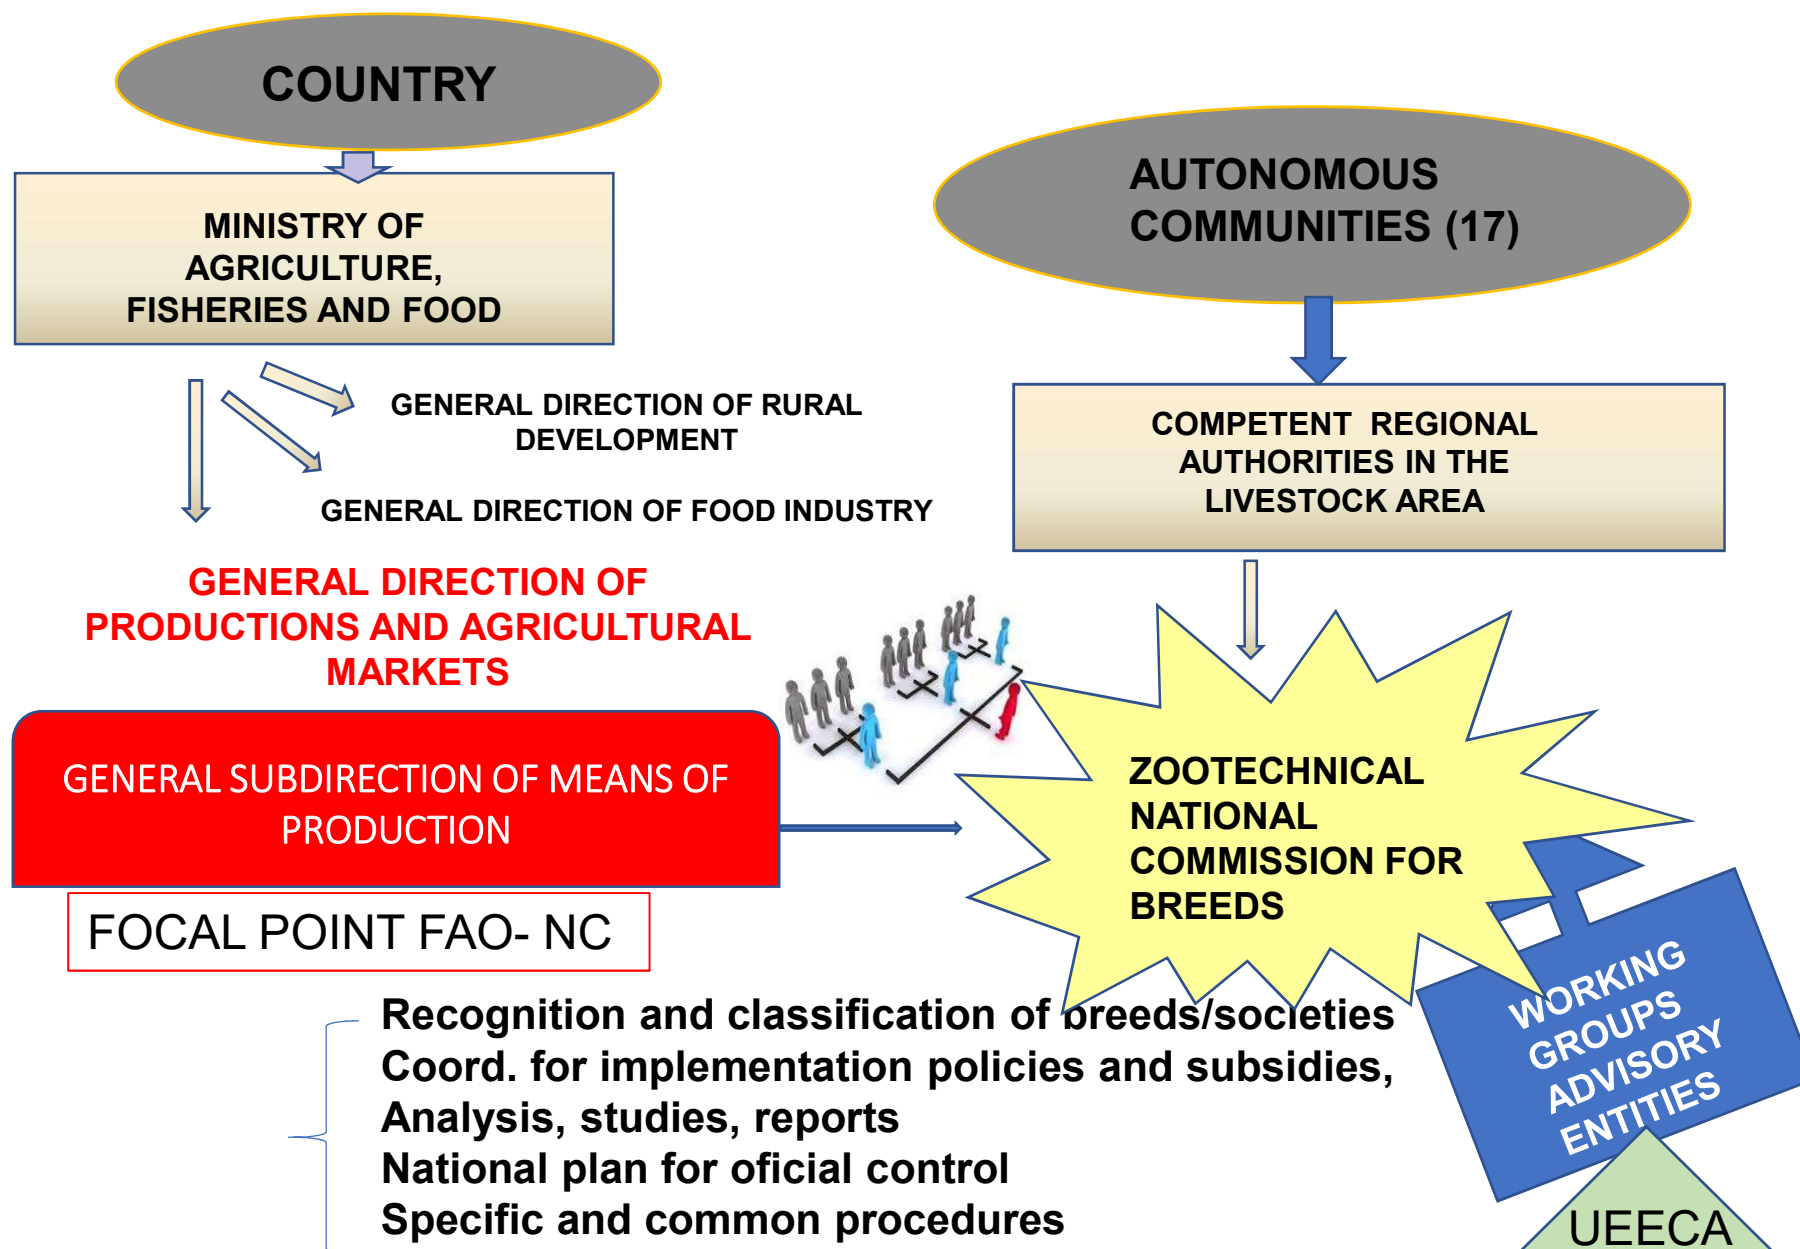 COUNTRY
MINISTRY OF
AGRICULTURE,
FISHERIES AND FOOD
GENERAL DIRECTION OF RURAL
DEVELOPMENT
GENERAL DIRECTION OF FOOD INDUSTRY
GENERAL DIRECTION OF
PRODUCTIONS AND AGRICULTURAL
MARKETS
GENERAL SUBDIRECTION OF MEANS OF
PRODUCTION
FOCAL POINT FAO- NC
AUTONOMOUS
COMMUNITIES (17)
COMPETENT REGIONAL
AUTHORITIES IN THE
LIVESTOCK AREA
ZOOTECHNICAL
NATIONAL
COMMISSION FOR
BREEDS
WORKING
GROUPS
ADVISORY
ENTITIES
UEECA
Recognition and classification of breeds/societies
Coord. for implementation policies and subsidies,
Analysis, studies, reports
National plan for oficial control
Specific and common procedures